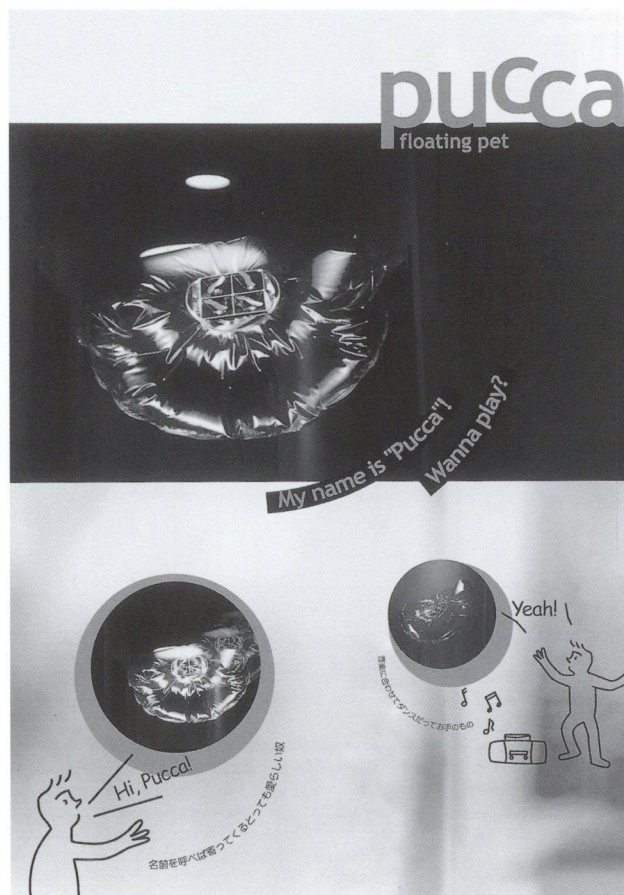 pucca
floating pet
My name is "Pucca"!
Wanna play?
Hi, Pucca!
名前を呼べば寄ってくるとっても愛らしい奴
Yeah!
音楽に合わせてダンスだってお手のもの